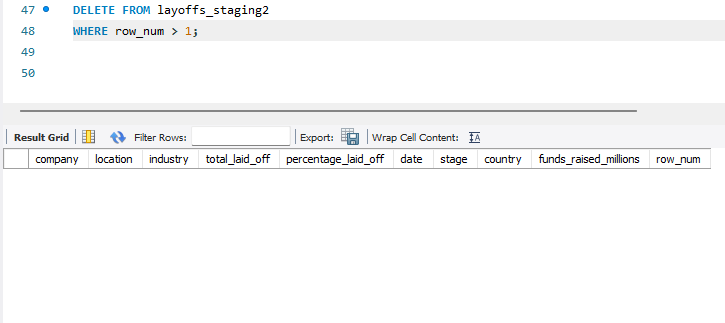 47 DELETE FROM layoffs_staging2
48 WHERE row_num > 1;
49
50
Result Grid Filter Rows: Export: Wrap Cell Content:
company location industry total_laid_off percentage_laid_off date stage country funds_raised_millions row_num